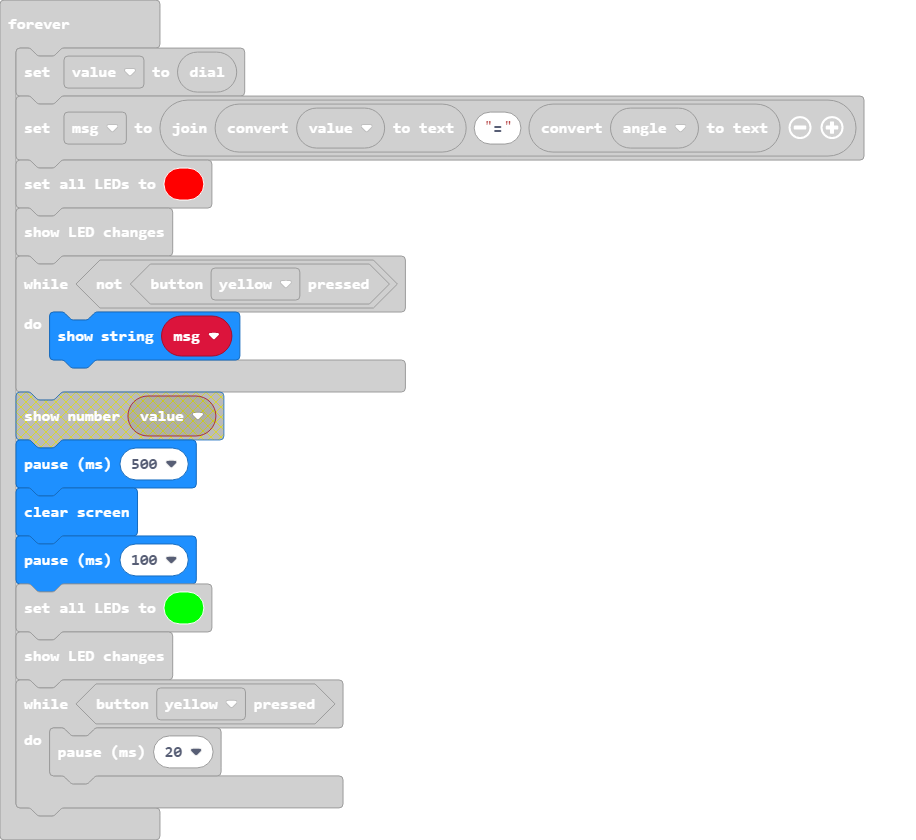 forever
set value to dial
set msg to join convert value to text "=" convert angle to text
set all LEDs to
show LED changes
while not button yellow pressed
do show string msg
show number value
pause (ms) 500
clear screen
pause (ms) 100
set all LEDs to
show LED changes
while button yellow pressed
do pause (ms) 20